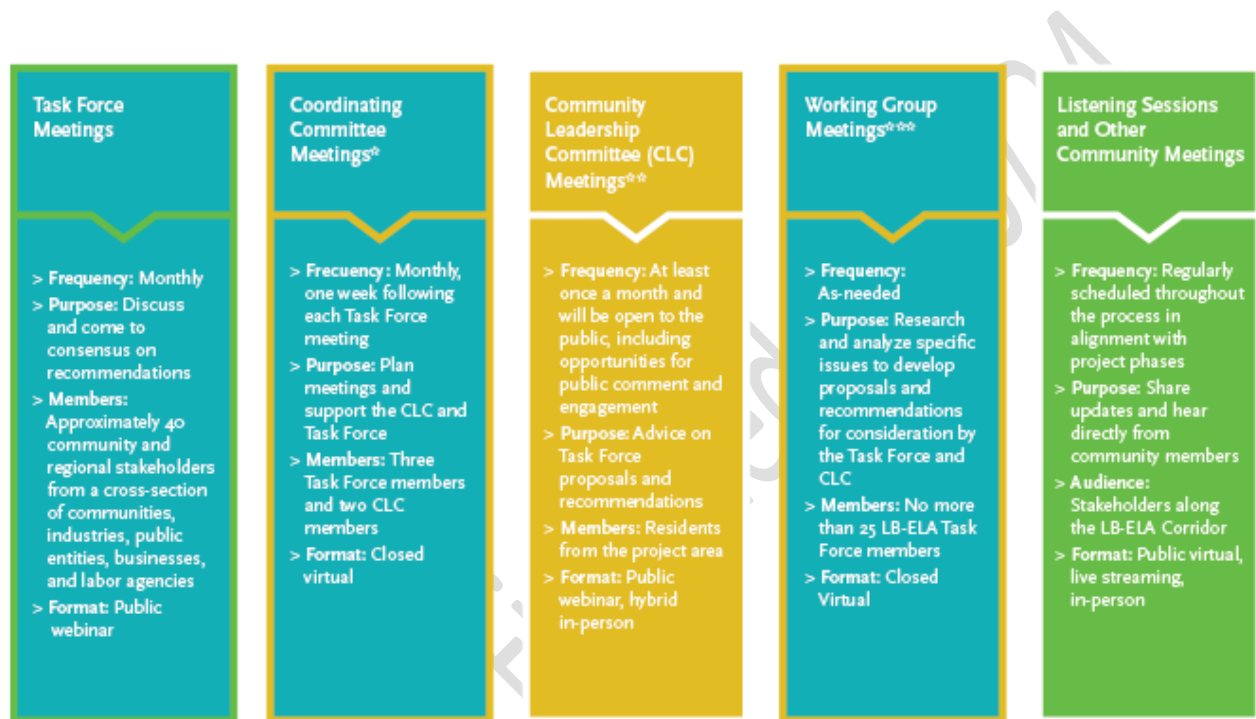 Task Force
Meetings
> Frequency: Monthly
> Purpose: Discuss
and come to
consensus on
recommendations
> Members:
Approximately 40
community and
regional stakeholders
from a cross-section
of communities,
industries, public
entities, businesses,
and labor agencies
> Format: Public
webinar
Coordinating
Committee
Meetings*
> Frecuency: Monthly,
one week following
each Task Force
meeting
> Purpose: Plan
meetings and
support the CLC and
Task Force
> Members: Three
Task Force members
and two CLC
members
> Format: Closed
virtual
Community
Leadership
Committee (CLC)
Meetings**
> Frequency: At least
once a month and
will be open to the
public, including
opportunities for
public comment and
engagement
> Purpose: Advice on
Task Force
proposals and
recommendations
> Members: Residents
from the project area
> Format: Public
webinar, hybrid
in-person
Working Group
Meetings***
> Frequency:
As-needed
> Purpose: Research
and analyze specific
issues to develop
proposals and
recommendations
for consideration by
the Task Force and
CLC
> Members: No more
than 25 LB-ELA Task
Force members
> Format: Closed
Virtual
Listening Sessions
and Other
Community Meetings
> Frequency: Regularly
scheduled throughout
the process in
alignment with
project phases
> Purpose: Share
updates and hear
directly from
community members
> Audience:
Stakeholders along
the LB-ELA Corridor
> Format: Public virtual,
live streaming,
in-person